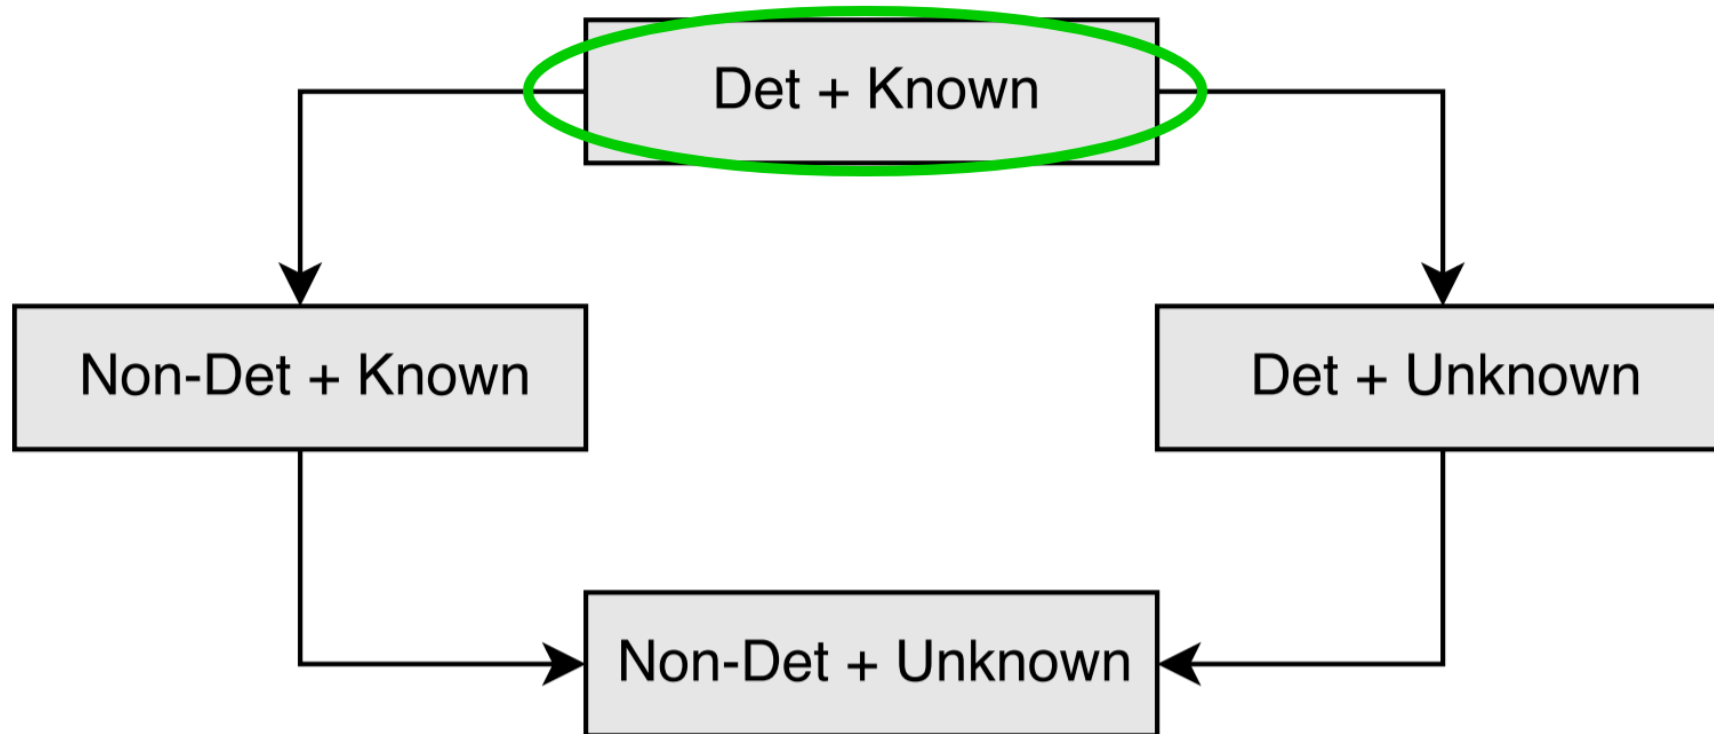 Det + Known
Non-Det + Known
Det + Unknown
Non-Det + Unknown